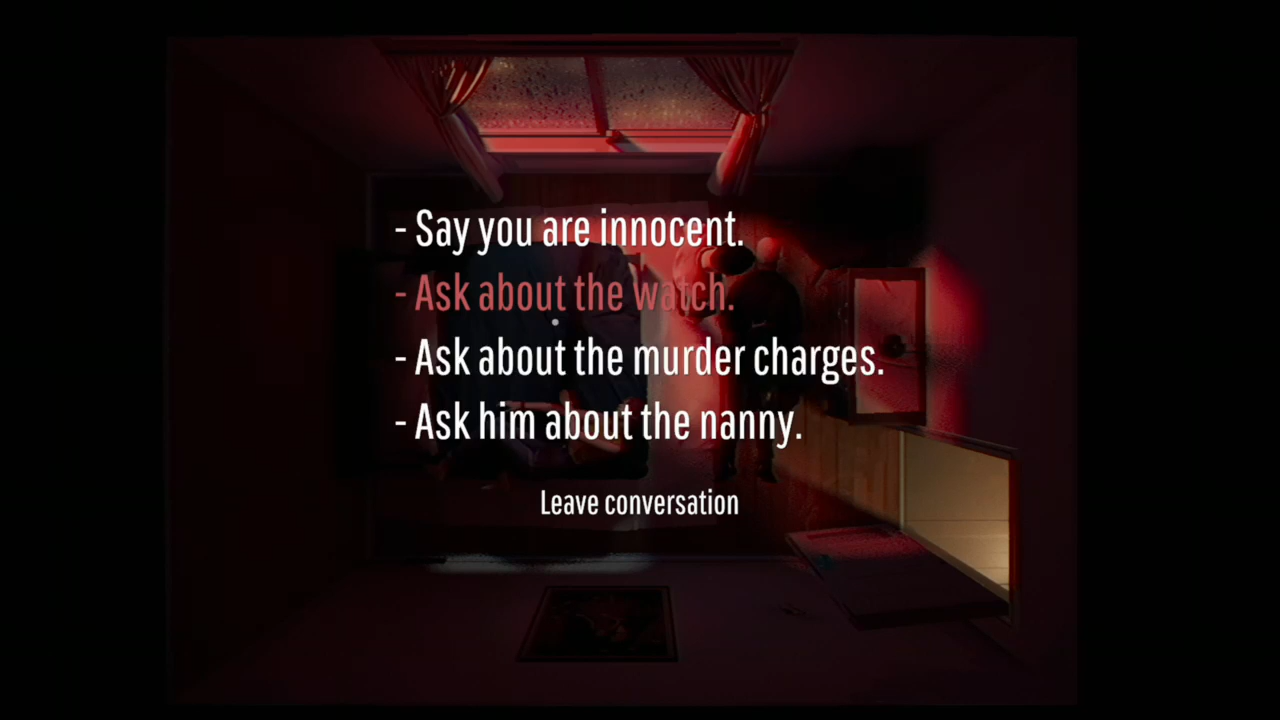 - Say you are innocent.
- Ask about the watch.
- Ask about the murder charges.
- Ask him about the nanny.
Leave conversation